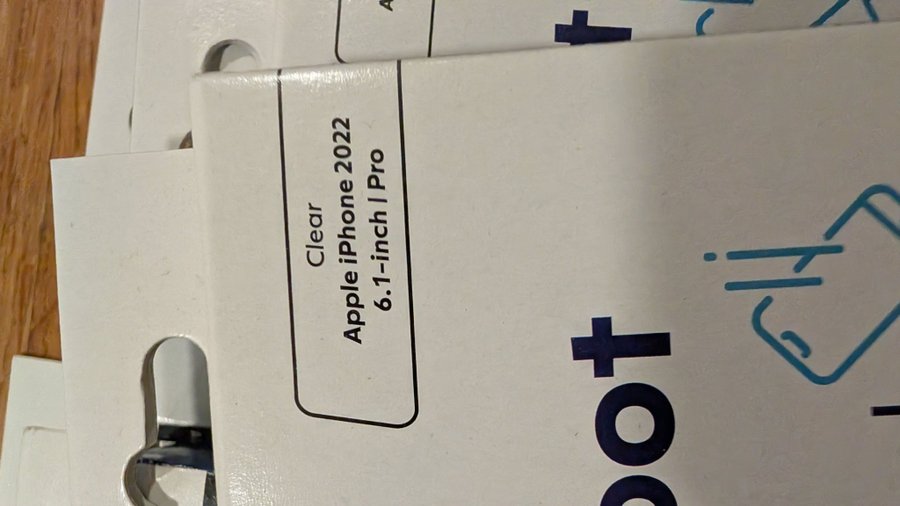 Clear
Apple iPhone 2022
6.1-inch | Pro